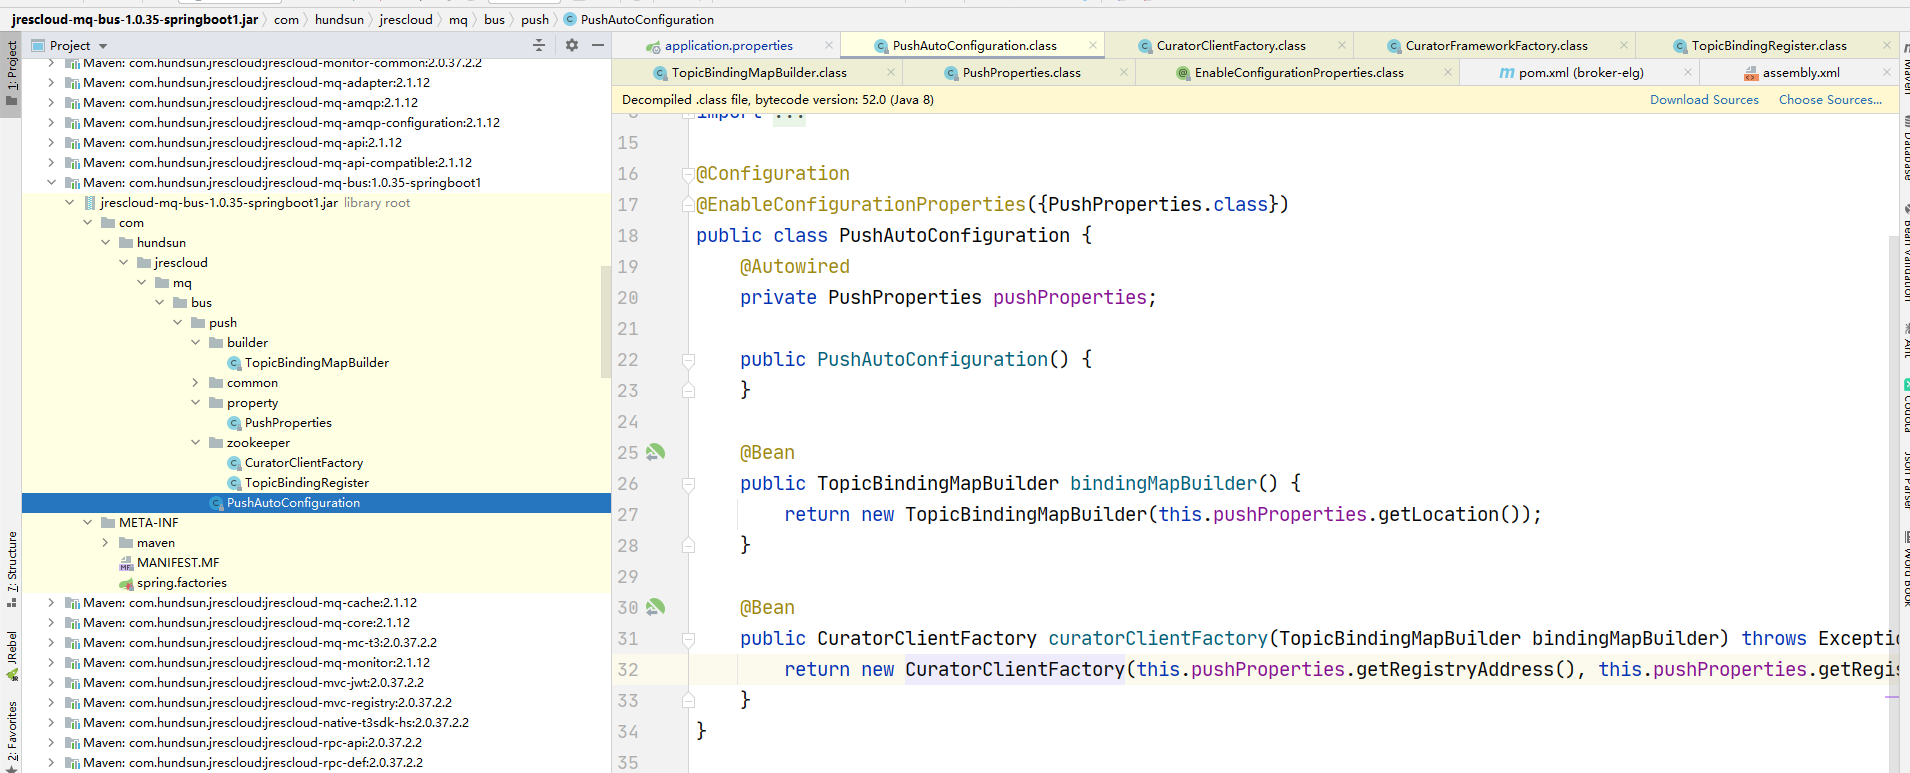 jrescloud-mq-bus-1.0.35-springboot1.jar com hundsun jrescloud mq bus push PushAutoConfiguration
1: Project
7: Structure
JRebel
2: Favorites
Project
Maven: com.hundsun.jrescloud:jrescloud-monitor-common:2.0.37.2.2
Maven: com.hundsun.jrescloud:jrescloud-mq-adapter:2.1.12
Maven: com.hundsun.jrescloud:jrescloud-mq-amqp:2.1.12
Maven: com.hundsun.jrescloud:jrescloud-mq-amqp-configuration:2.1.12
Maven: com.hundsun.jrescloud:jrescloud-mq-api:2.1.12
Maven: com.hundsun.jrescloud:jrescloud-mq-api-compatible:2.1.12
Maven: com.hundsun.jrescloud:jrescloud-mq-bus:1.0.35-springboot1
jrescloud-mq-bus-1.0.35-springboot1.jar library root
com
hundsun
jrescloud
mq
bus
push
builder
TopicBindingMapBuilder
common
property
PushProperties
zookeeper
CuratorClientFactory
TopicBindingRegister
PushAutoConfiguration
META-INF
maven
MANIFEST.MF
spring.factories
Maven: com.hundsun.jrescloud:jrescloud-mq-cache:2.1.12
Maven: com.hundsun.jrescloud:jrescloud-mq-core:2.1.12
Maven: com.hundsun.jrescloud:jrescloud-mq-mc-t3:2.0.37.2.2
Maven: com.hundsun.jrescloud:jrescloud-mq-monitor:2.1.12
Maven: com.hundsun.jrescloud:jrescloud-mvc-jwt:2.0.37.2.2
Maven: com.hundsun.jrescloud:jrescloud-mvc-registry:2.0.37.2.2
Maven: com.hundsun.jrescloud:jrescloud-native-t3sdk-hs:2.0.37.2.2
Maven: com.hundsun.jrescloud:jrescloud-rpc-api:2.0.37.2.2
Maven: com.hundsun.jrescloud:jrescloud-rpc-def:2.0.37.2.2
application.properties PushAutoConfiguration.class CuratorClientFactory.class CuratorFrameworkFactory.class TopicBindingRegister.class
TopicBindingMapBuilder.class PushProperties.class EnableConfigurationProperties.class pom.xml (broker-elg) assembly.xml
Decompiled .class file, bytecode version: 52.0 (Java 8) Download Sources Choose Sources...
import ...
15
16 @Configuration
17 @EnableConfigurationProperties({PushProperties.class})
18 public class PushAutoConfiguration {
19 @Autowired
20 private PushProperties pushProperties;
21
22 public PushAutoConfiguration() {
23 }
24
25 @Bean
26 public TopicBindingMapBuilder bindingMapBuilder() {
27 return new TopicBindingMapBuilder(this.pushProperties.getLocation());
28 }
29
30 @Bean
31 public CuratorClientFactory curatorClientFactory(TopicBindingMapBuilder bindingMapBuilder) throws Exceptio
32 return new CuratorClientFactory(this.pushProperties.getRegistryAddress(), this.pushProperties.getRegis
33 }
34 }
35
Maven
Database
Bean Validation
Ant
Codota
Json Parser
Word Book